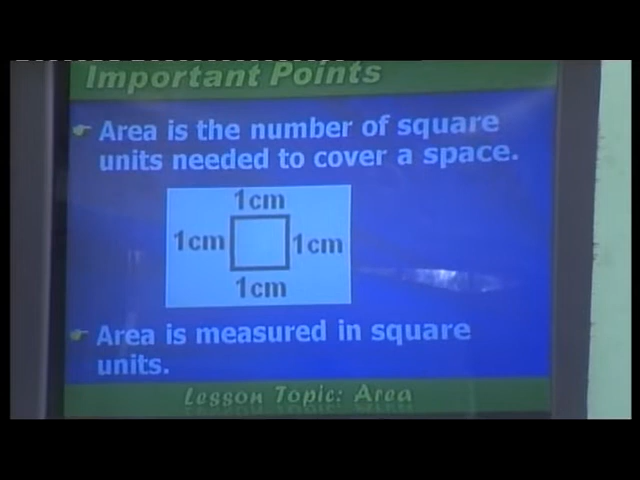 Important Points
Area is the number of square
units needed to cover a space.
1cm
1cm
1cm
1cm
Area is measured in square
units.
Lesson Topic: Area